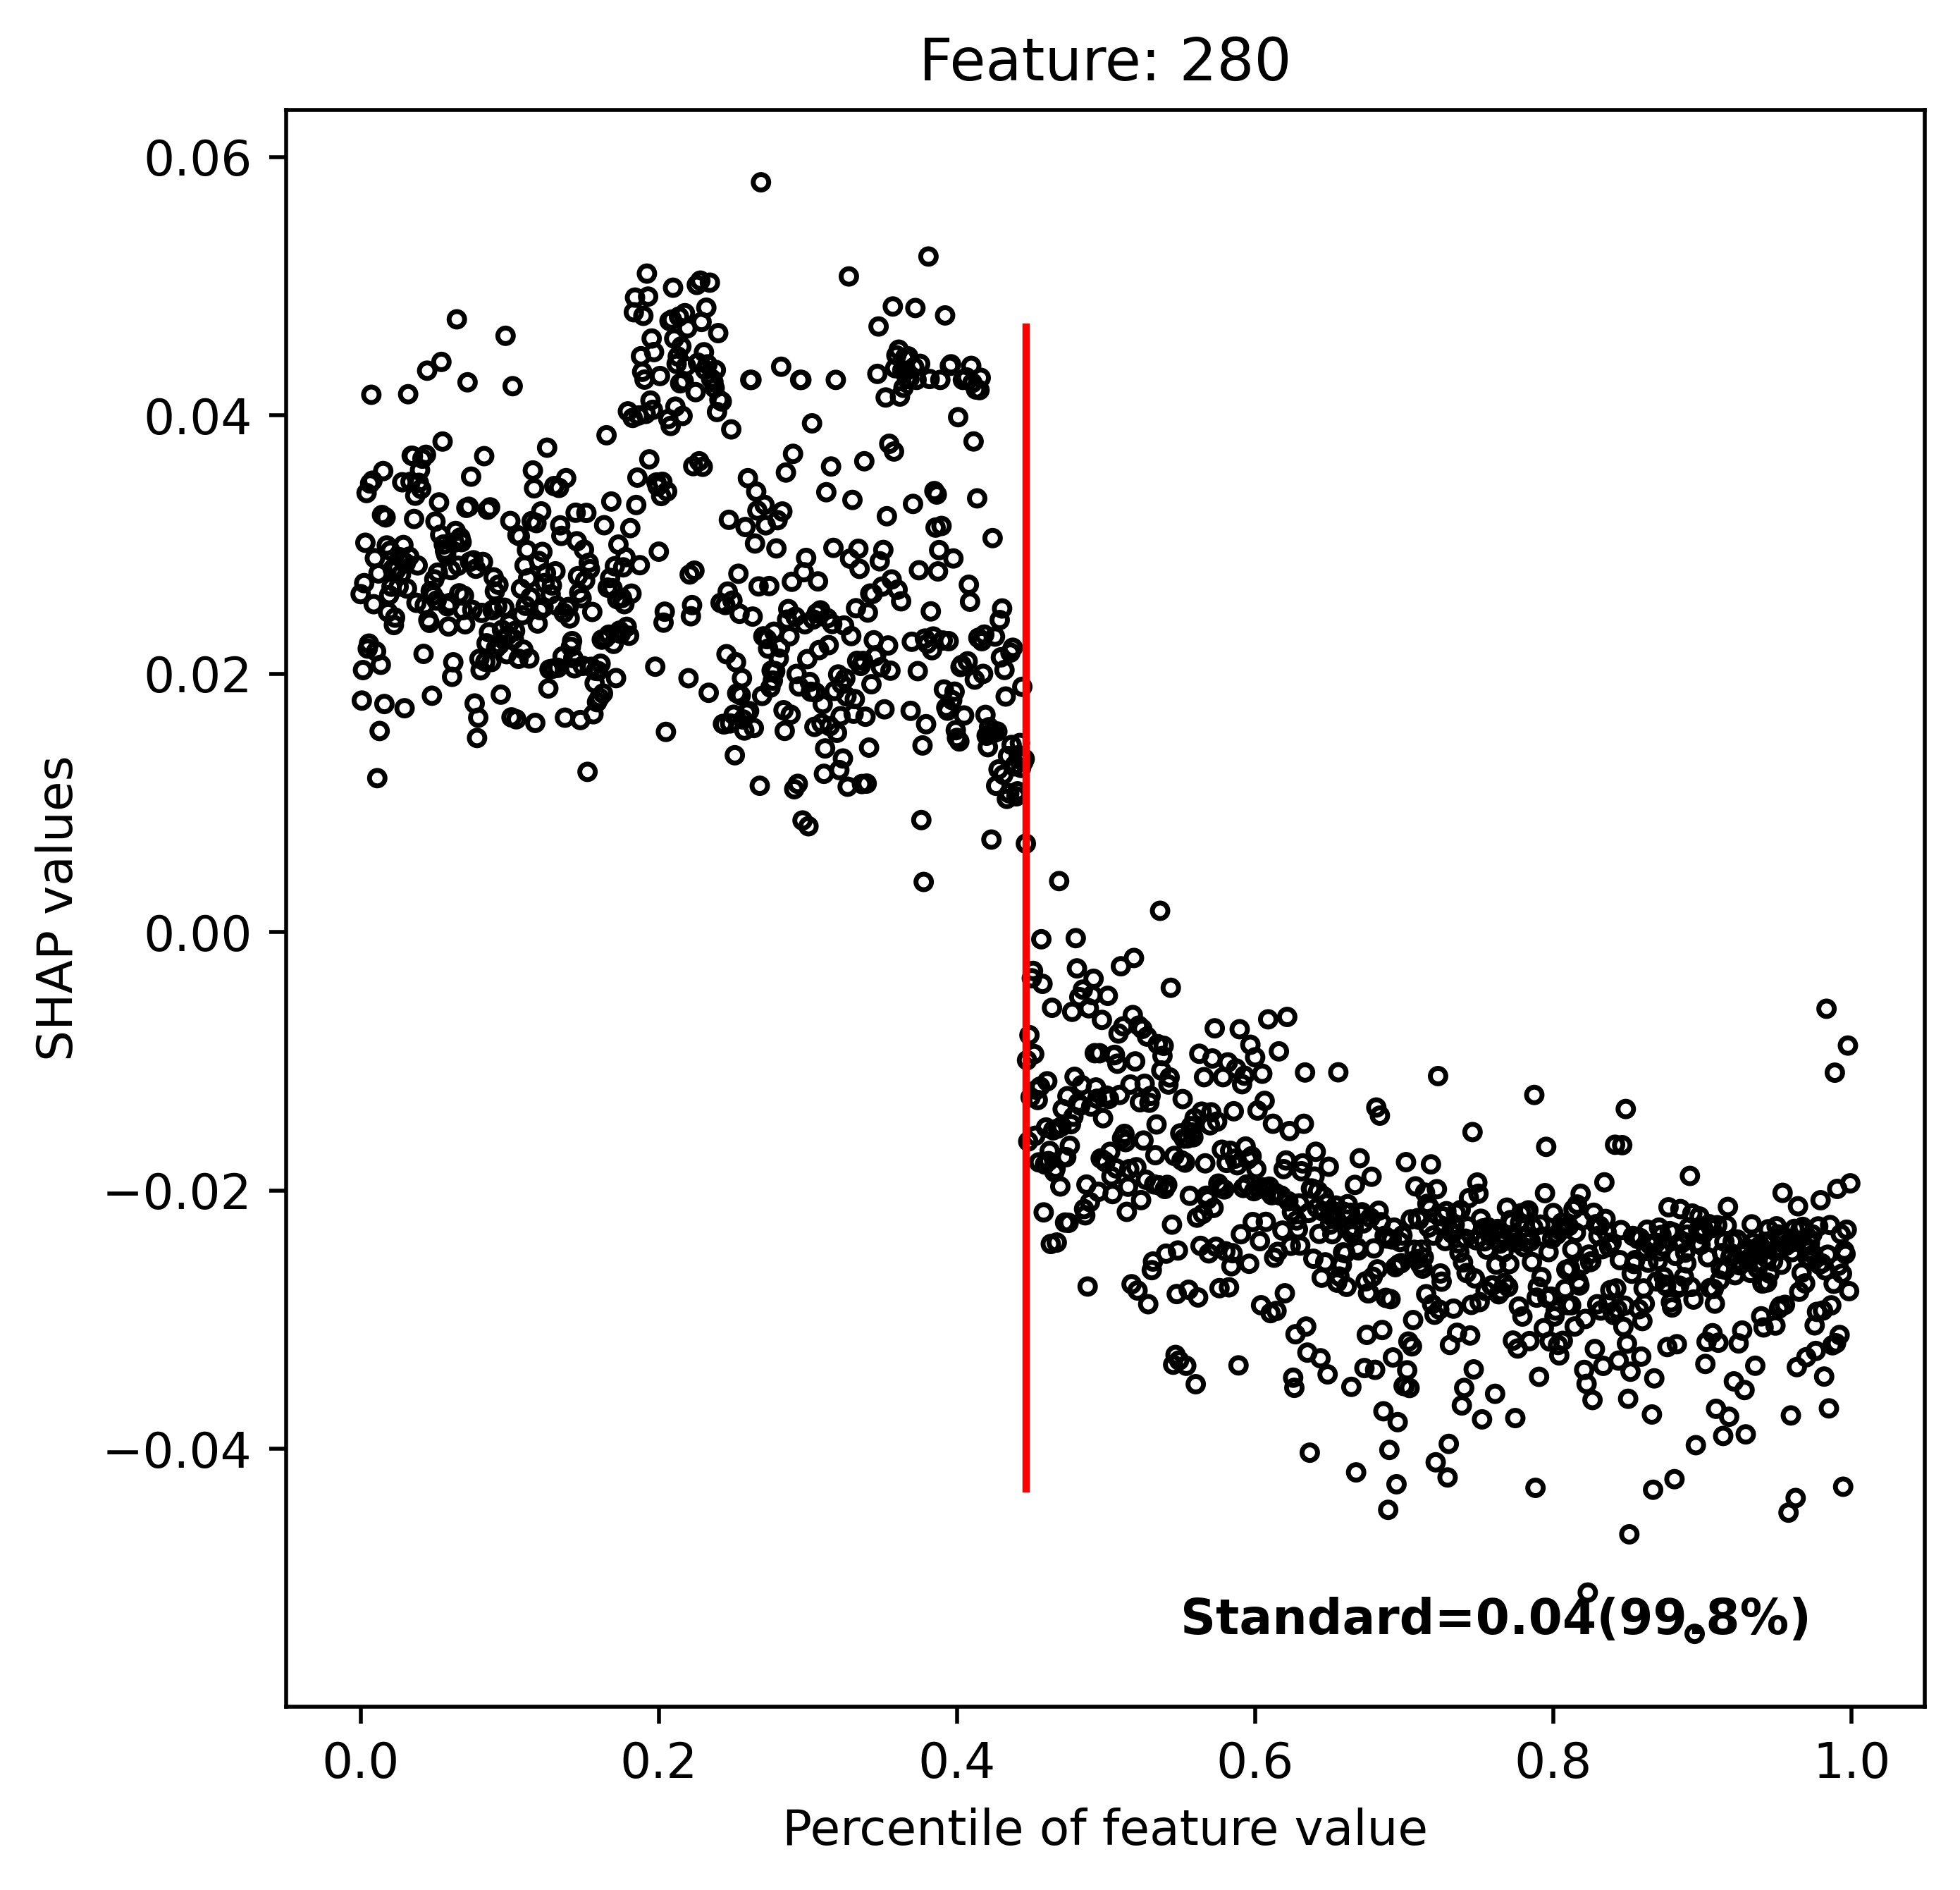 Feature: 280
0.06
0.04
0.02
0.00
−0.02
−0.04
SHAP values
Standard=0.04(99.8%)
0.0 0.2 0.4 0.6 0.8 1.0
Percentile of feature value